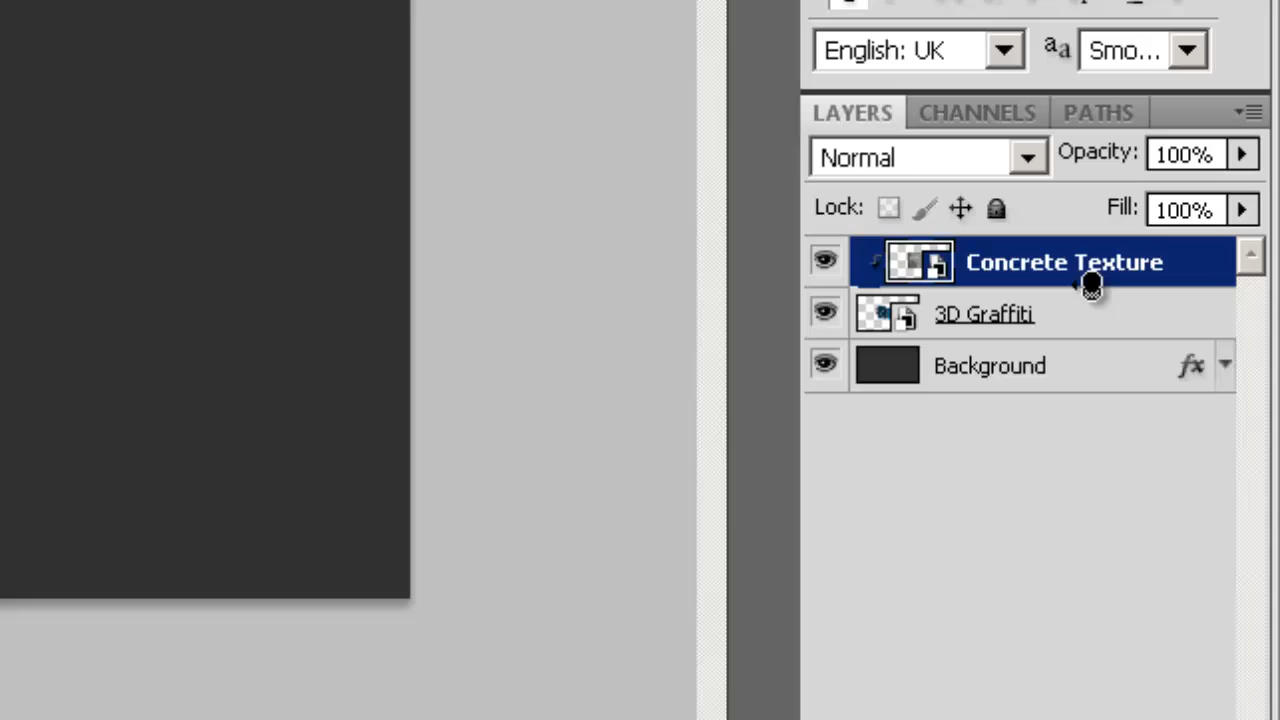 English: UK aa Smo...
LAYERS CHANNELS PATHS
Normal Opacity: 100%
Lock: Fill: 100%
Concrete Texture
3D Graffiti
Background fx